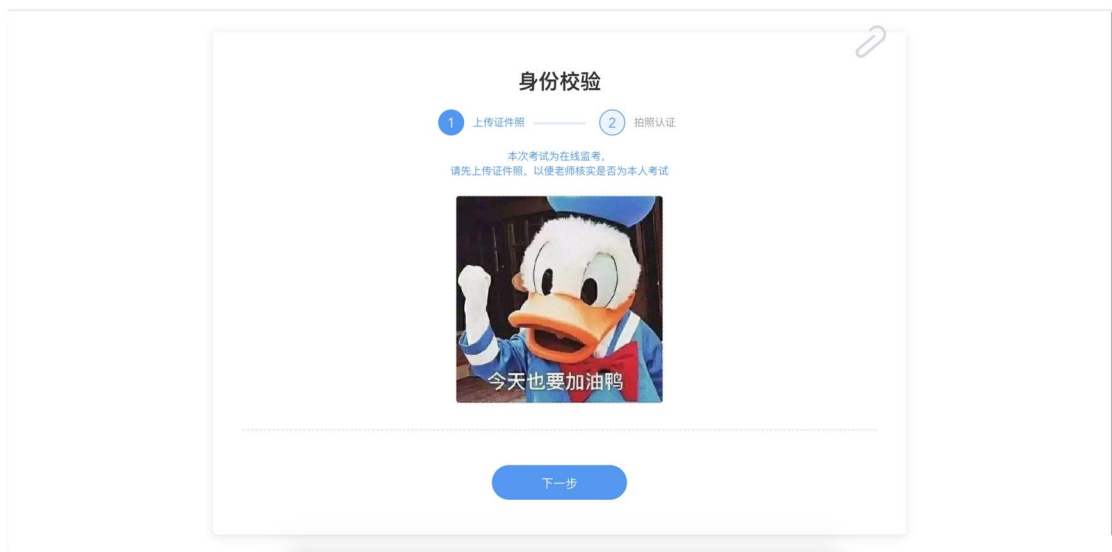 身份校验
1 上传证件照 2 拍照认证
本次考试为在线监考，
请先上传证件照，以便老师核实是否为本人考试
今天也要加油鸭
下一步